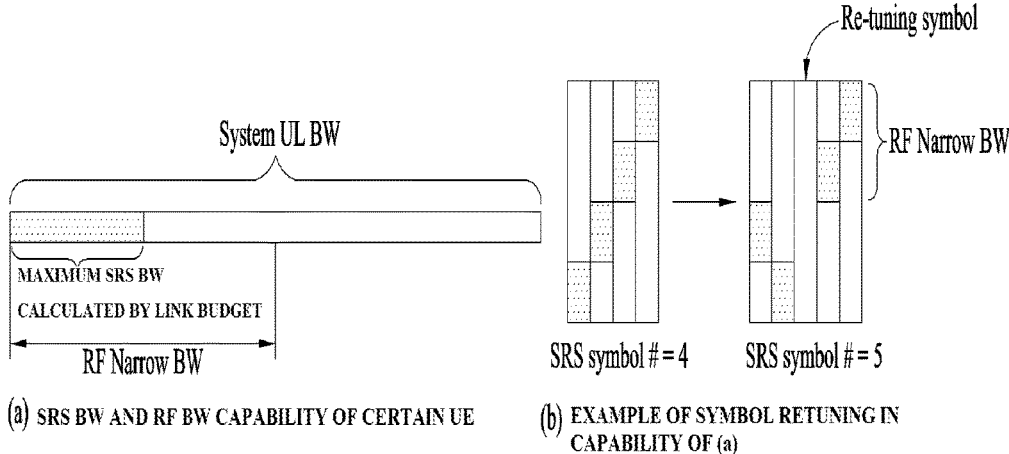 Re-tuning symbol
System UL BW
RF Narrow BW
MAXIMUM SRS BW
CALCULATED BY LINK BUDGET
RF Narrow BW
SRS symbol # = 4
SRS symbol # = 5
(a) SRS BW AND RF BW CAPABILITY OF CERTAIN UE
(b) EXAMPLE OF SYMBOL RETUNING IN
CAPABILITY OF (a)